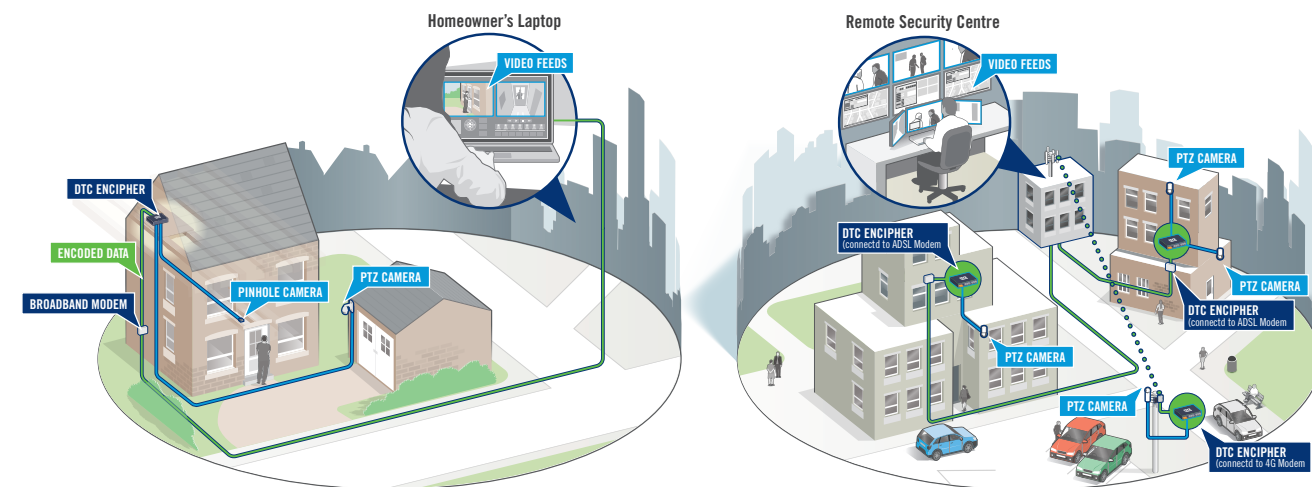 Homeowner's Laptop
VIDEO FEEDS
DTC ENCIPHER
ENCODED DATA
BROADBAND MODEM
PINHOLE CAMERA
PTZ CAMERA
Remote Security Centre
VIDEO FEEDS
PTZ CAMERA
DTC ENCIPHER
(connectd to ADSL Modem
PTZ CAMERA
DTC ENCIPHER
(connectd to ADSL Modem
PTZ CAMERA
PTZ CAMERA
DTC ENCIPHER
(connectd to 4G Modem